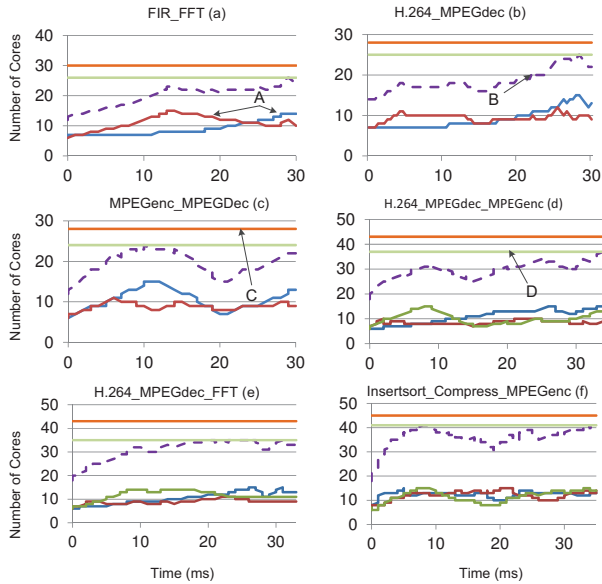 FIR_FFT (a)
H.264_MPEGdec (b)
Number of Cores
40
30
20
10
0
A
0 10 20 30
30
20
10
0
B
0 10 20 30
MPEGenc_MPEGDec (c)
H.264_MPEGdec_MPEGenc (d)
Number of Cores
30
20
10
0
C
0 10 20 30
50
40
30
20
10
0
D
0 10 20 30
H.264_MPEGdec_FFT (e)
Insertsort_Compress_MPEGenc (f)
Number of Cores
50
40
30
20
10
0
0 10 20 30
50
40
30
20
10
0
0 10 20 30
Time (ms)
Time (ms)